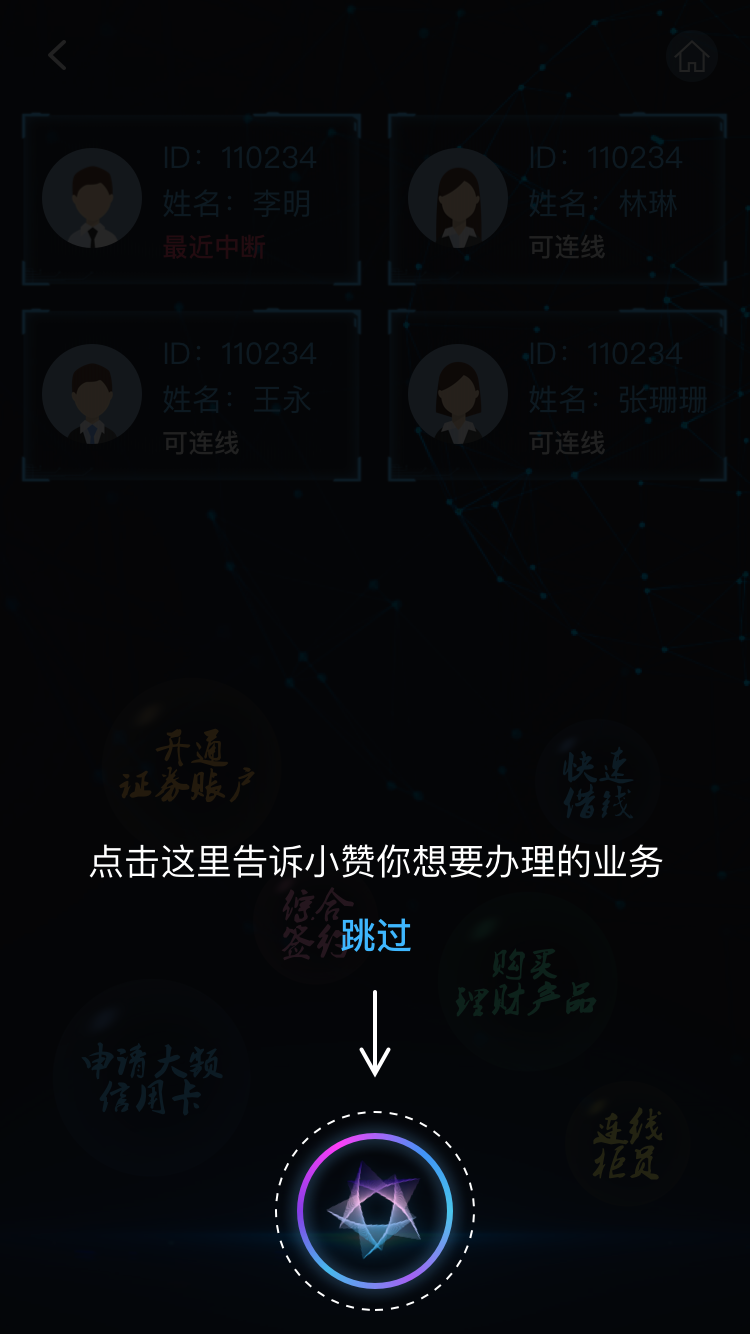 ID：110234
姓名：李明
最近中断
ID：110234
姓名：林琳
可连线
ID：110234
姓名：王永
可连线
ID：110234
姓名：张珊珊
可连线
开通
证券账户
快速
借钱
点击这里告诉小赞你想要办理的业务
综合
签约
跳过
购买
理财产品
申请大额
信用卡
连线
柜员